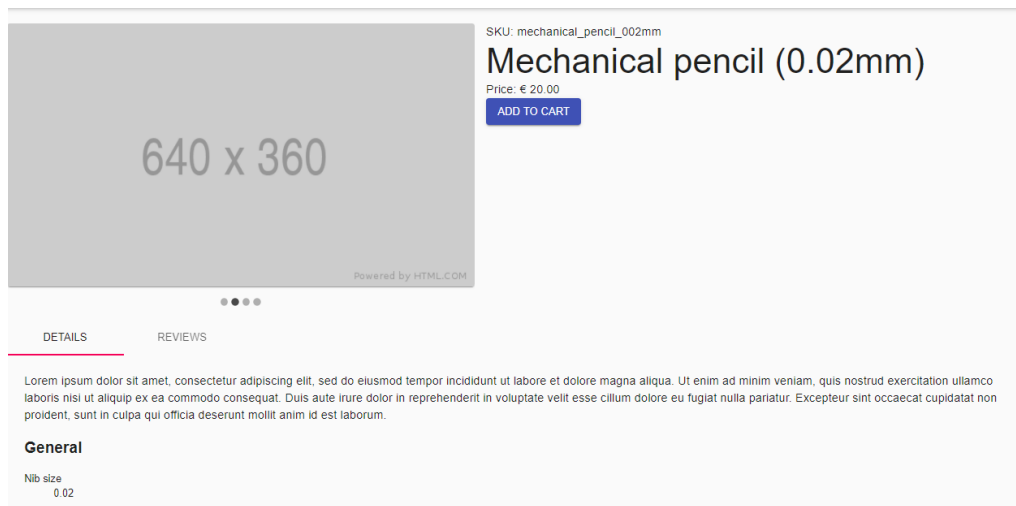 640 x 360
Powered by HTML.COM
SKU: mechanical_pencil_002mm
Mechanical pencil (0.02mm)
Price: € 20.00
ADD TO CART
DETAILS
REVIEWS
Lorem ipsum dolor sit amet, consectetur adipiscing elit, sed do eiusmod tempor incididunt ut labore et dolore magna aliqua. Ut enim ad minim veniam, quis nostrud exercitation ullamco
laboris nisi ut aliquip ex ea commodo consequat. Duis aute irure dolor in reprehenderit in voluptate velit esse cillum dolore eu fugiat nulla pariatur. Excepteur sint occaecat cupidatat non
proident, sunt in culpa qui officia deserunt mollit anim id est laborum.
General
Nib size
0.02